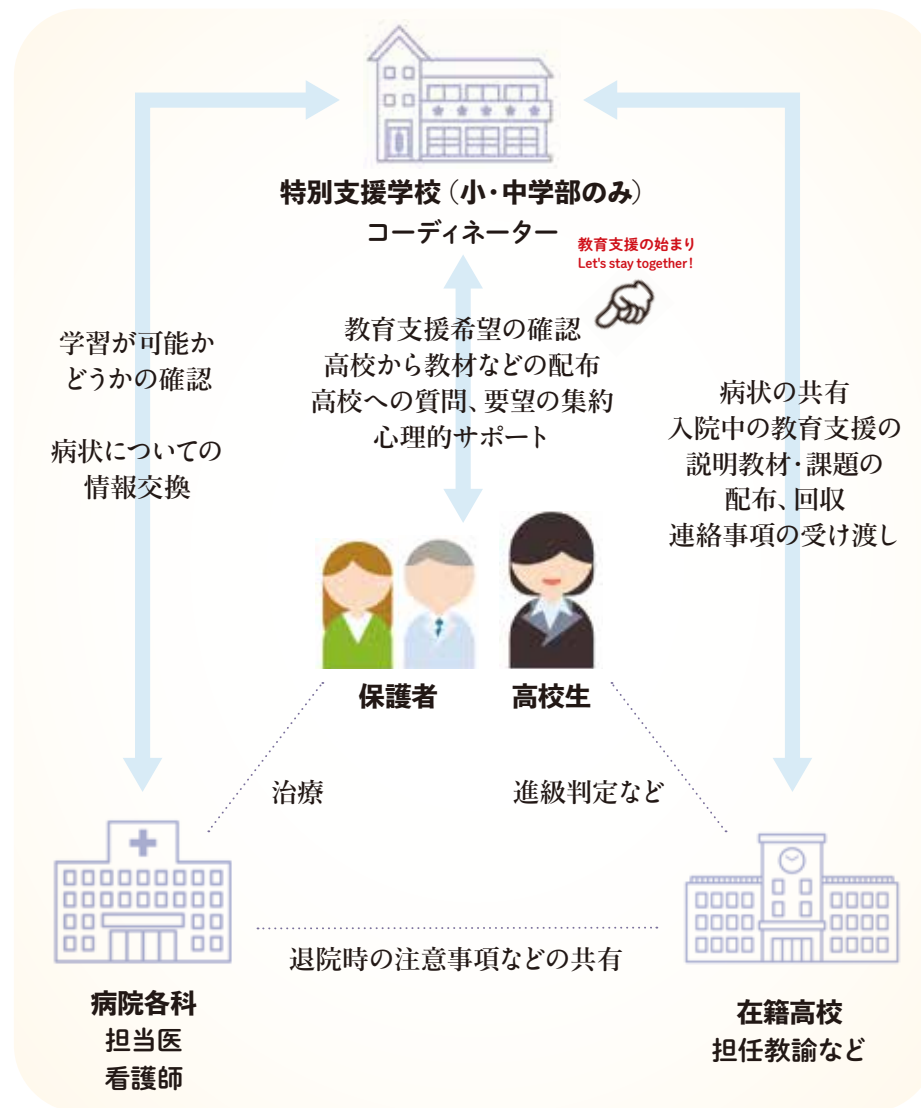 特別支援学校（小・中学部のみ）
コーディネーター
教育支援の始まり
Let's stay together!
教育支援希望の確認
高校から教材などの配布
高校への質問、要望の集約
心理的サポート
学習が可能か
どうかの確認
病状についての
情報交換
病状の共有
入院中の教育支援の
説明教材・課題の
配布、回収
連絡事項の受け渡し
保護者
高校生
治療
進級判定など
退院時の注意事項などの共有
病院各科
担当医
看護師
在籍高校
担任教諭など